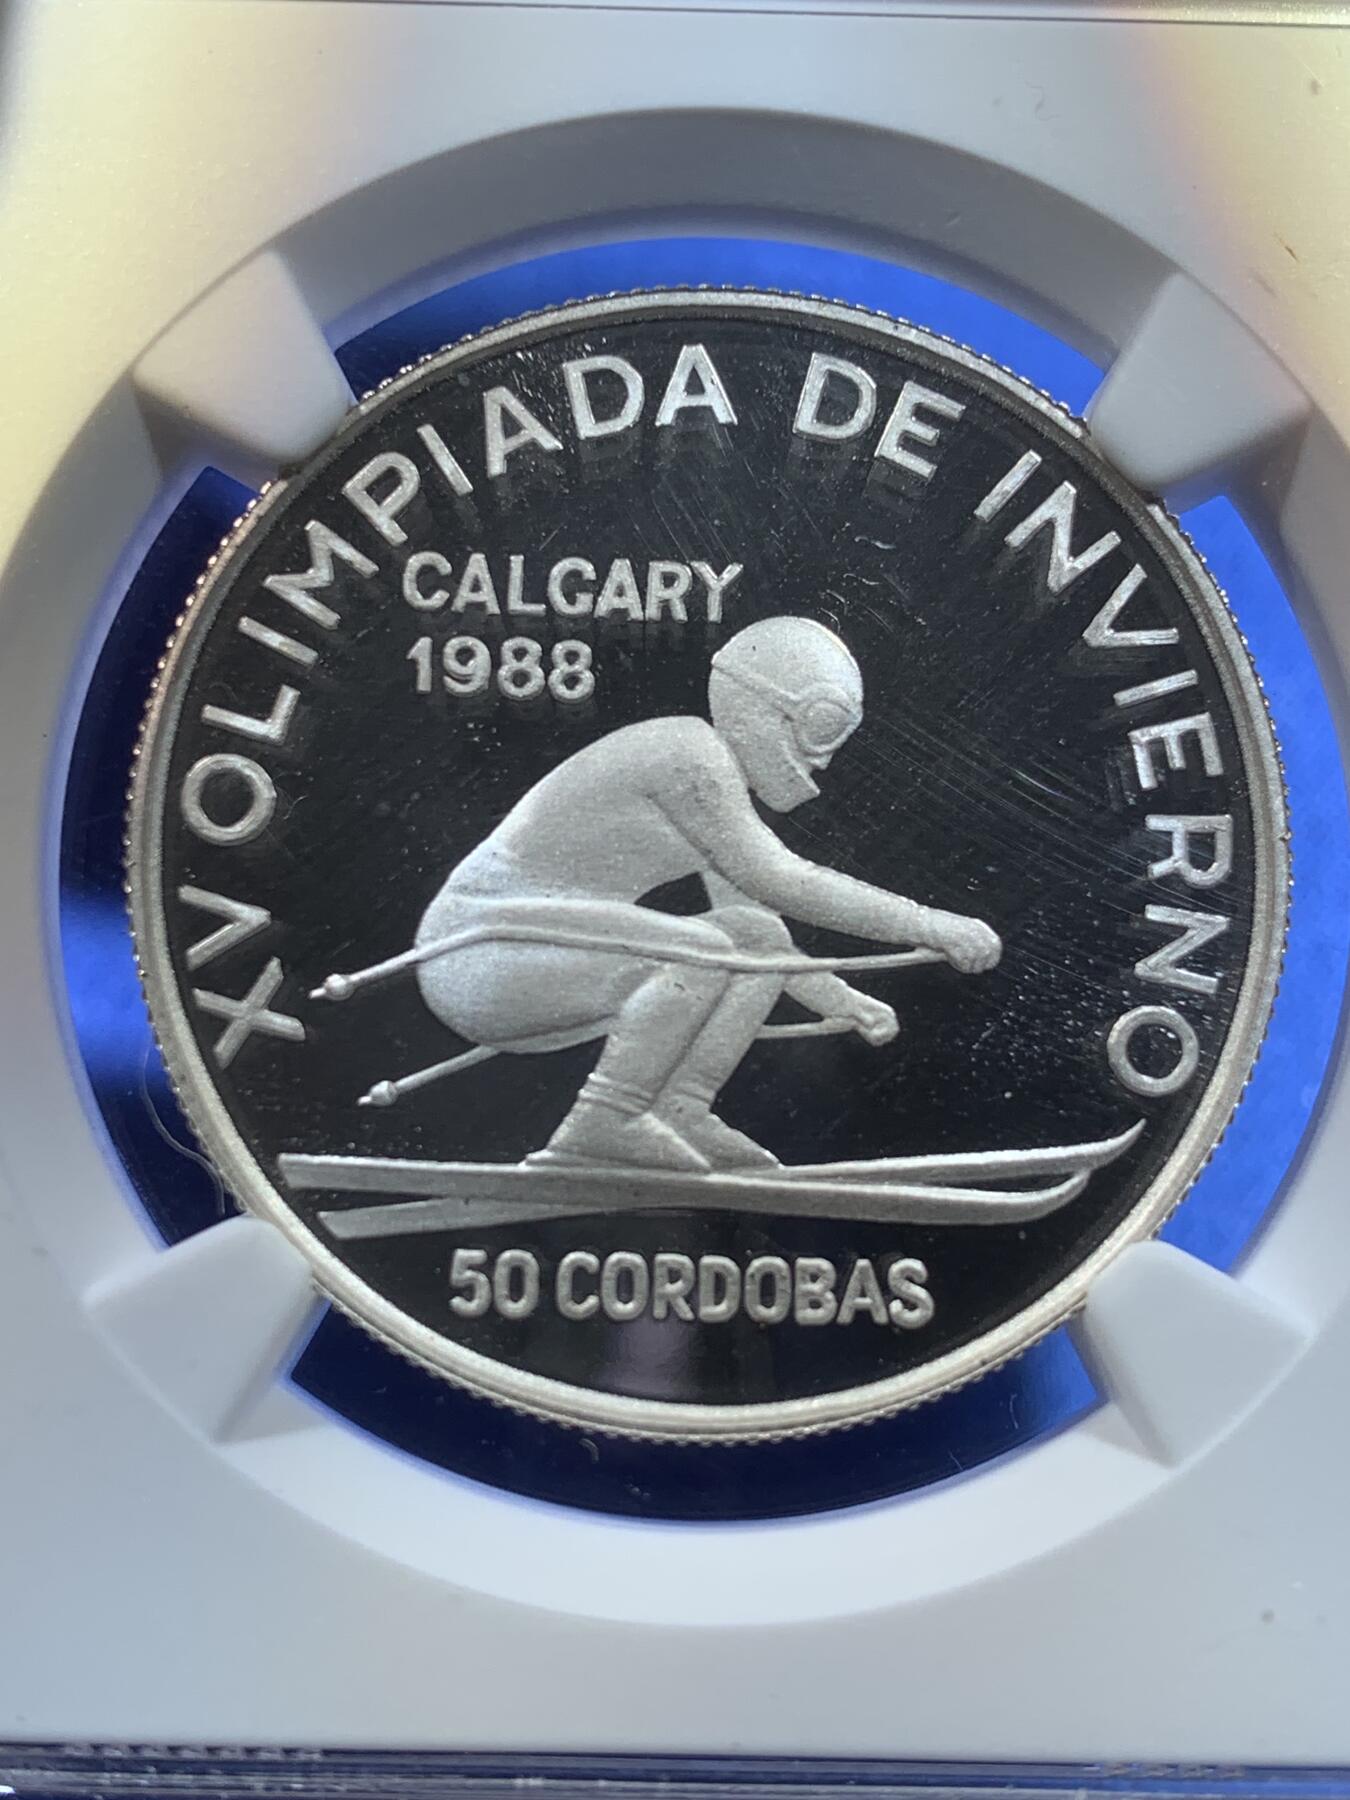 XV OLIMPIADA DE INVIERNO
CALGARY
1988
50 CORDOBAS